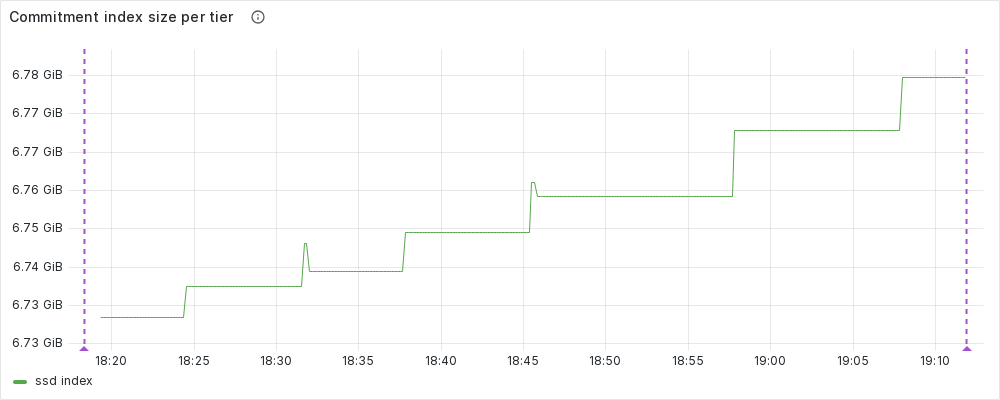 Commitment index size per tier
6.78 GiB
6.77 GiB
6.77 GiB
6.76 GiB
6.75 GiB
6.74 GiB
6.73 GiB
6.73 GiB
18:20 18:25 18:30 18:35 18:40 18:45 18:50 18:55 19:00 19:05 19:10
ssd index